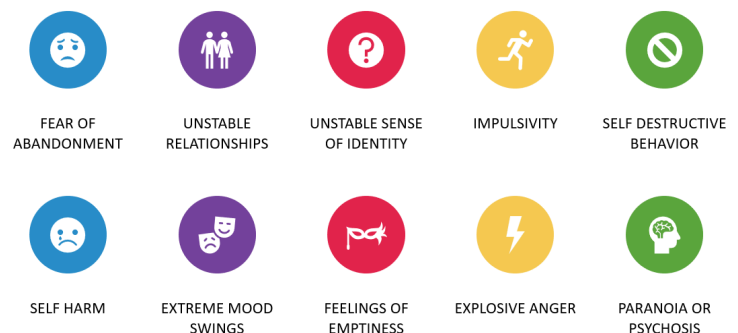 FEAR OF
ABANDONMENT
UNSTABLE
RELATIONSHIPS
UNSTABLE SENSE
OF IDENTITY
IMPULSIVITY
SELF DESTRUCTIVE
BEHAVIOR
SELF HARM
EXTREME MOOD
SWINGS
FEELINGS OF
EMPTINESS
EXPLOSIVE ANGER
PARANOIA OR
PSYCHOSIS